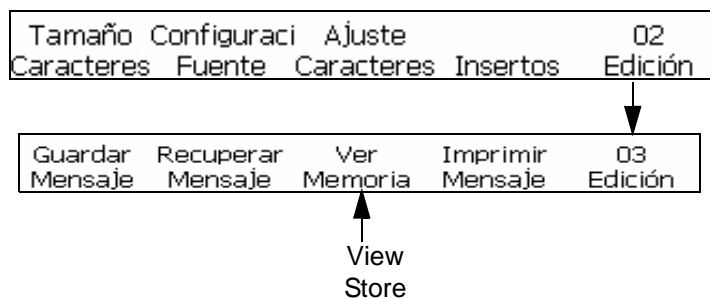 Tamaño Configuraci Ajuste 02
Caracteres Fuente Caracteres Insertos Edición
Guardar Recuperar Ver Imprimir 03
Mensaje Mensaje Memoria Mensaje Edición
View
Store